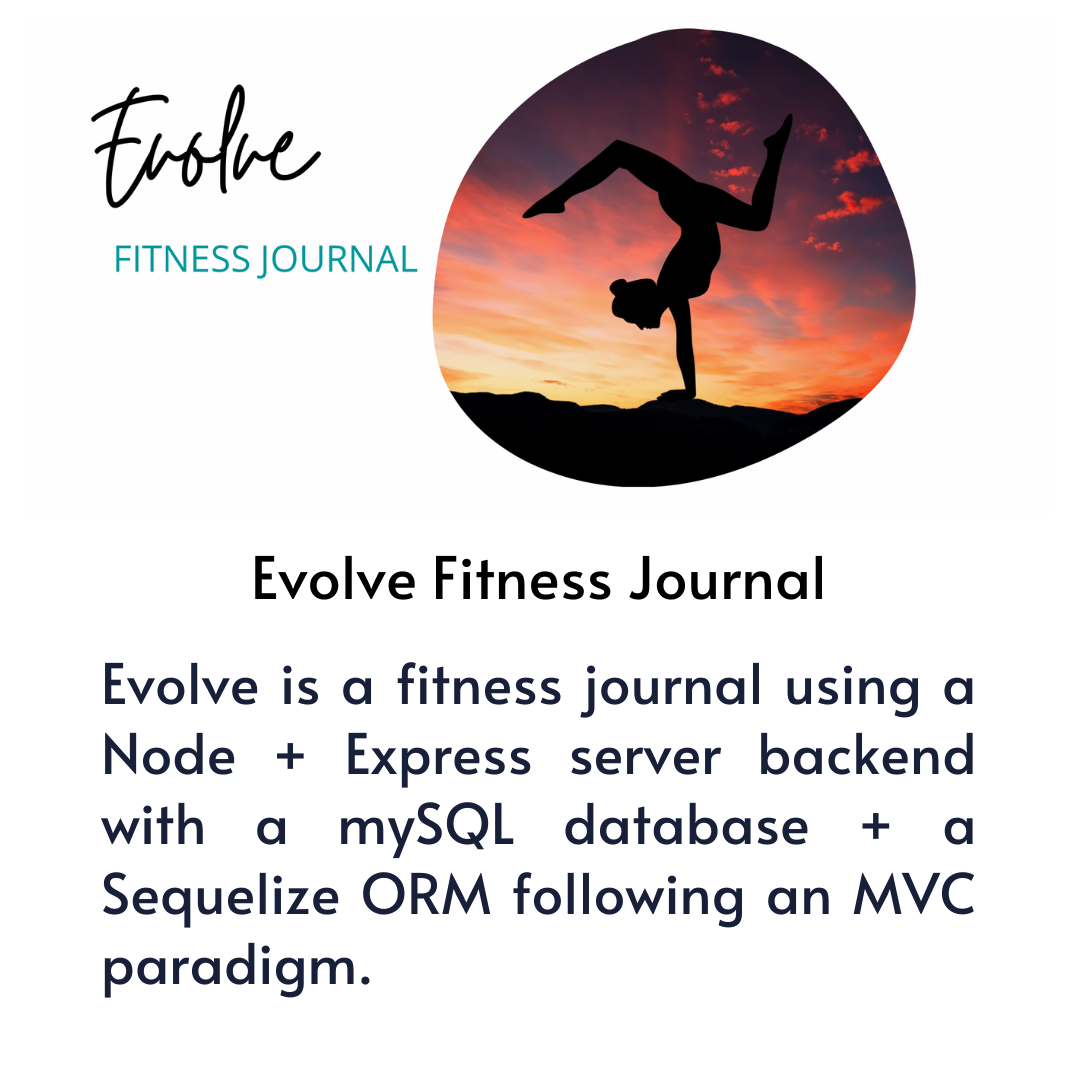 Evolve
FITNESS JOURNAL
Evolve Fitness Journal
Evolve is a fitness journal using a
Node + Express server backend
with a mySQL database + a
Sequelize ORM following an MVC
paradigm.